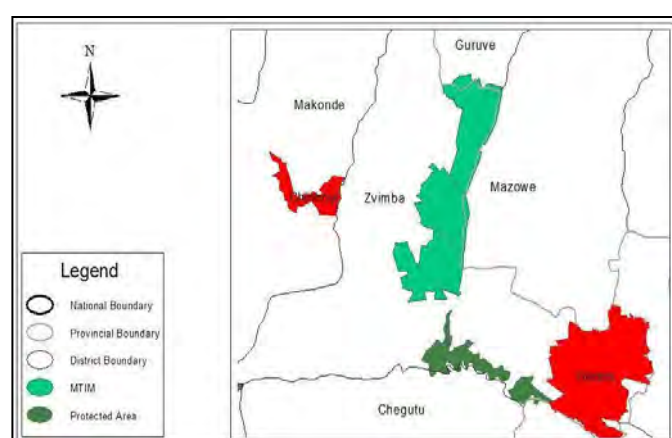 N
Guruve
Makonde
Zvimba
Mazowe
Chegutu
Legend
National Boundary
Provincial Boundary
District Boundary
MTIM
Protected Area